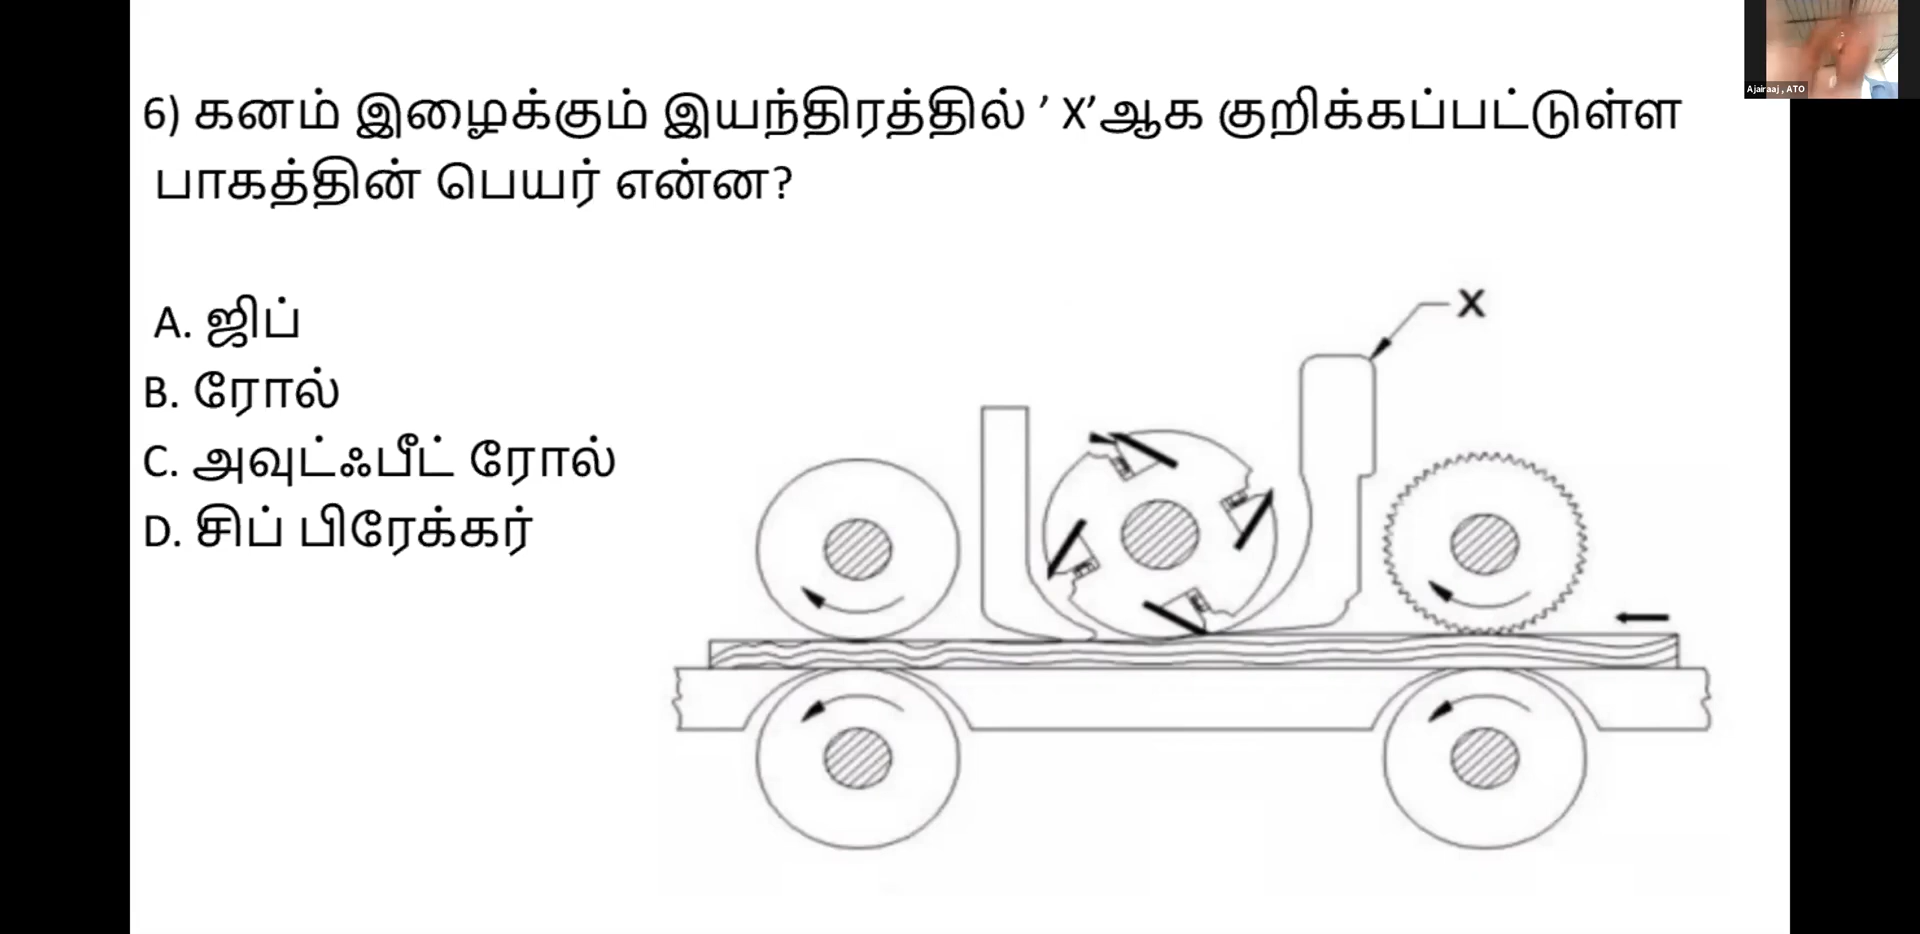 6) கனம் இழைக்கும் இயந்திரத்தில் ’ X’ஆக குறிக்கப்பட்டுள்ள
பாகத்தின் பெயர் என்ன?
A. ஜிப்
B. ரோல்
C. அவுட்ஃபீட் ரோல்
D. சிப் பிரேக்கர்
X
Ajairaaj , ATO